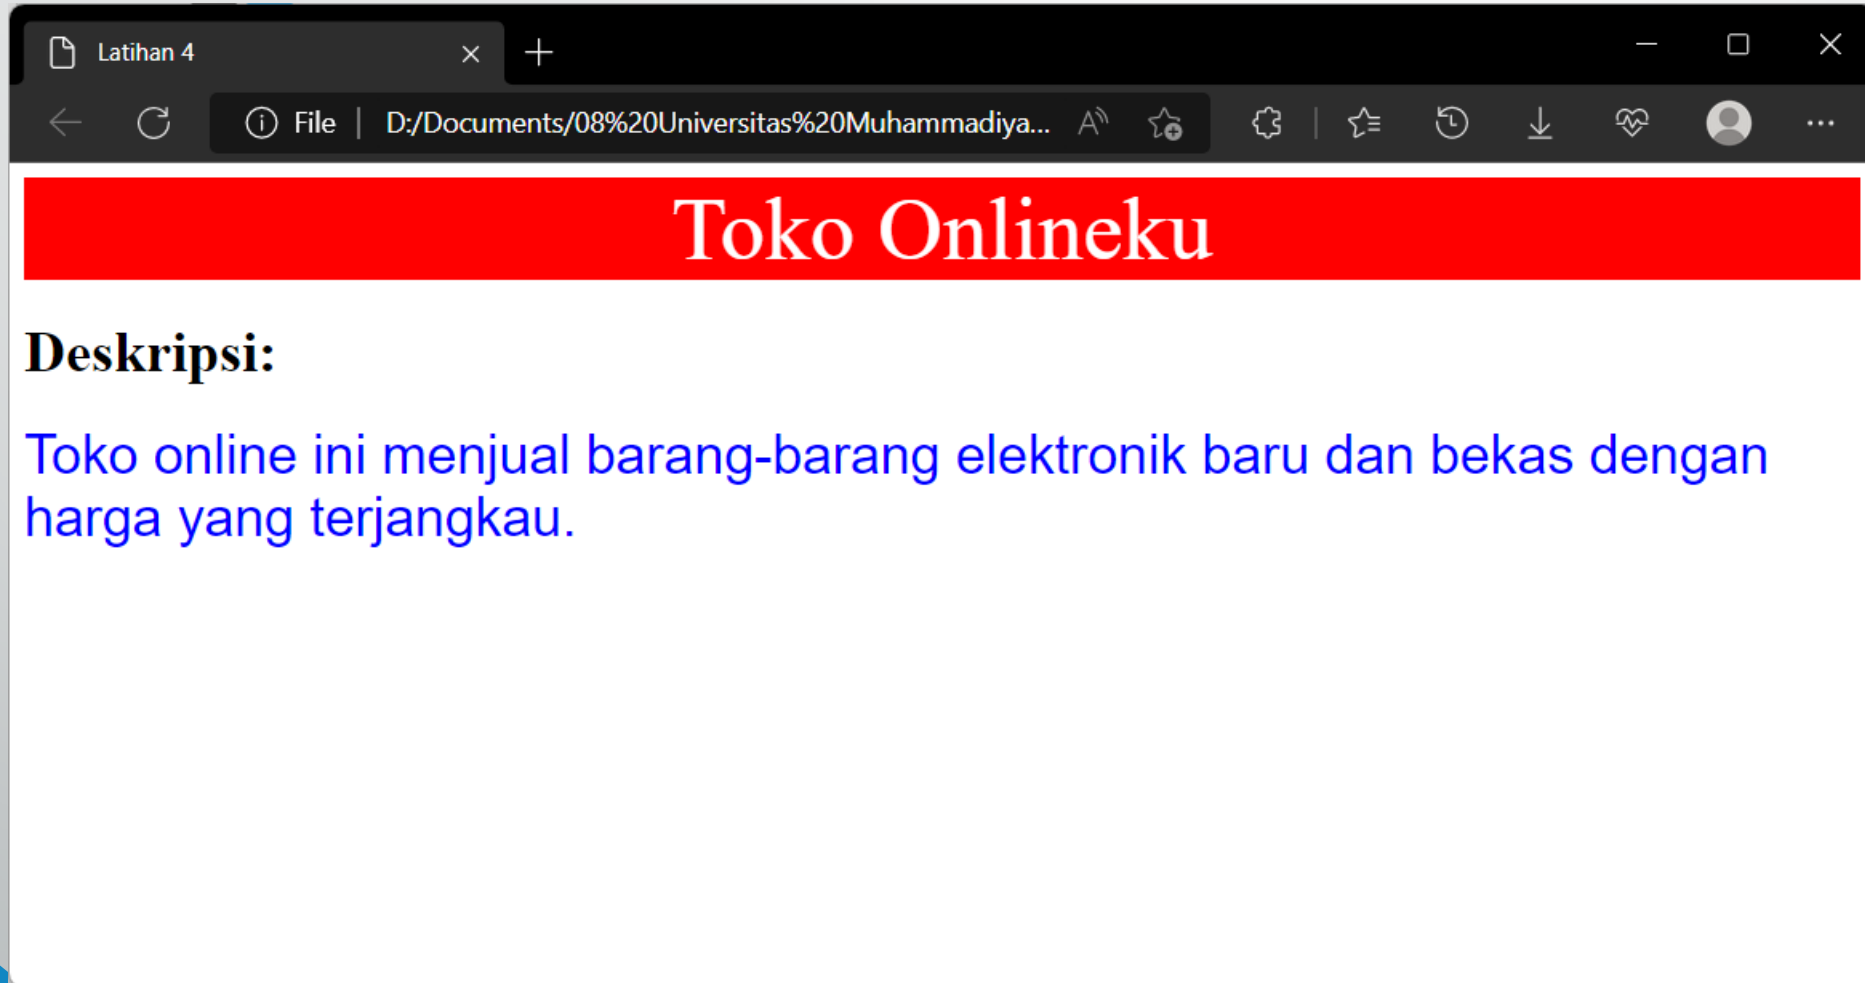 Latihan 4
File D:/Documents/08%20Universitas%20Muhammadiya...
Toko Onlineku
Deskripsi:
Toko online ini menjual barang-barang elektronik baru dan bekas dengan
harga yang terjangkau.